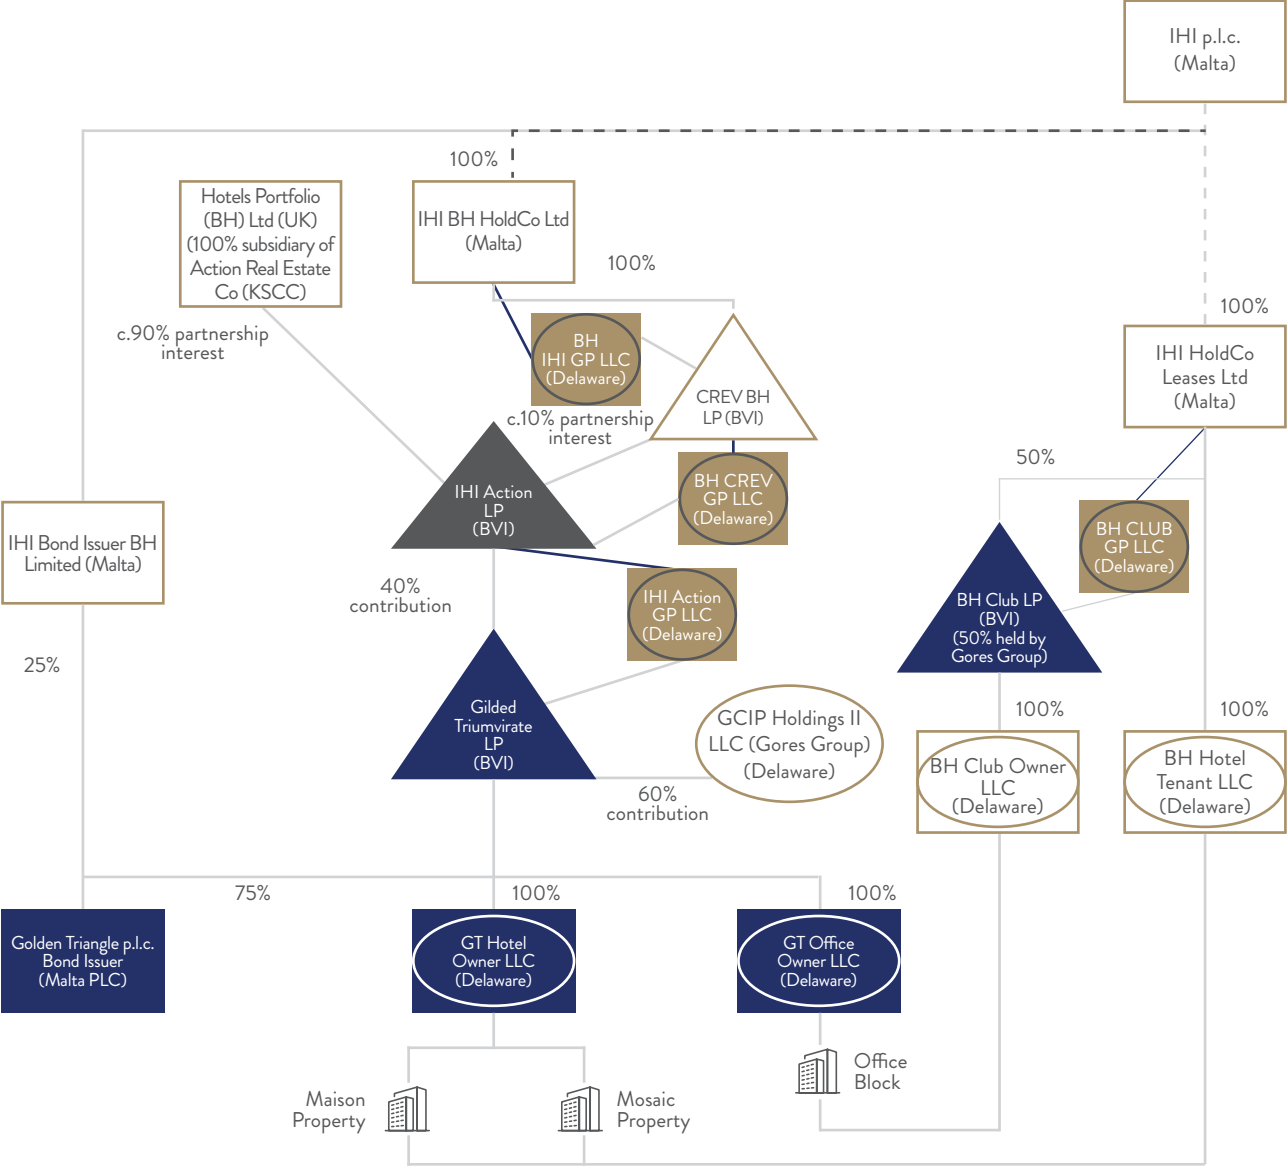 IHI p.l.c.
(Malta)
100%
Hotels Portfolio
(BH) Ltd (UK)
(100% subsidiary of
Action Real Estate
Co (KSCC)
IHI BH HoldCo Ltd
(Malta)
100%
c.90% partnership
interest
BH
IHI GP LLC
(Delaware)
100%
IHI HoldCo
Leases Ltd
(Malta)
CREV BH
LP (BVI)
c.10% partnership
interest
50%
IHI Action
LP
(BVI)
BH CREV
GP LLC
(Delaware)
BH CLUB
GP LLC
(Delaware)
IHI Bond Issuer BH
Limited (Malta)
40%
contribution
IHI Action
GP LLC
(Delaware)
BH Club LP
(BVI)
(50% held by
Gores Group)
25%
Gilded
Triumvirate
LP
(BVI)
GCIP Holdings II
LLC (Gores Group)
(Delaware)
100%
100%
BH Club Owner
LLC
(Delaware)
BH Hotel
Tenant LLC
(Delaware)
60%
contribution
75%
100%
100%
Golden Triangle p.l.c.
Bond Issuer
(Malta PLC)
GT Hotel
Owner LLC
(Delaware)
GT Office
Owner LLC
(Delaware)
Office
Block
Maison
Property
Mosaic
Property